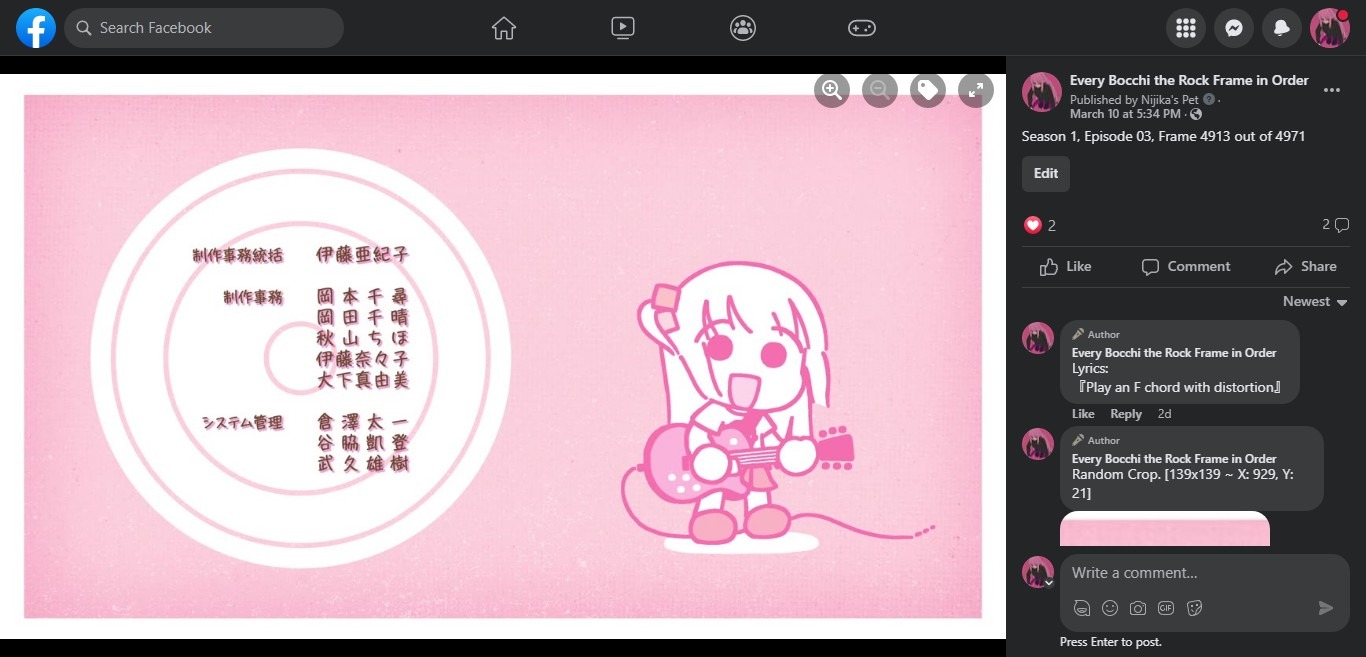 Search Facebook
制作事務統括 伊藤亜紀子
制作事務 岡本千尋
岡田千晴
秋山ちほ
伊藤奈々子
大下真由美
システム管理 倉澤太一
谷脇凱登
武久雄樹
Every Bocchi the Rock Frame in Order
Published by Nijika's Pet ·
March 10 at 5:34 PM ·
Season 1, Episode 03, Frame 4913 out of 4971
Edit
2
2
Like Comment Share
Newest
Author
Every Bocchi the Rock Frame in Order
Lyrics:
『Play an F chord with distortion』
Like Reply 2d
Author
Every Bocchi the Rock Frame in Order
Random Crop. [139x139 ~ X: 929, Y:
21]
Write a comment...
GIF
Press Enter to post.